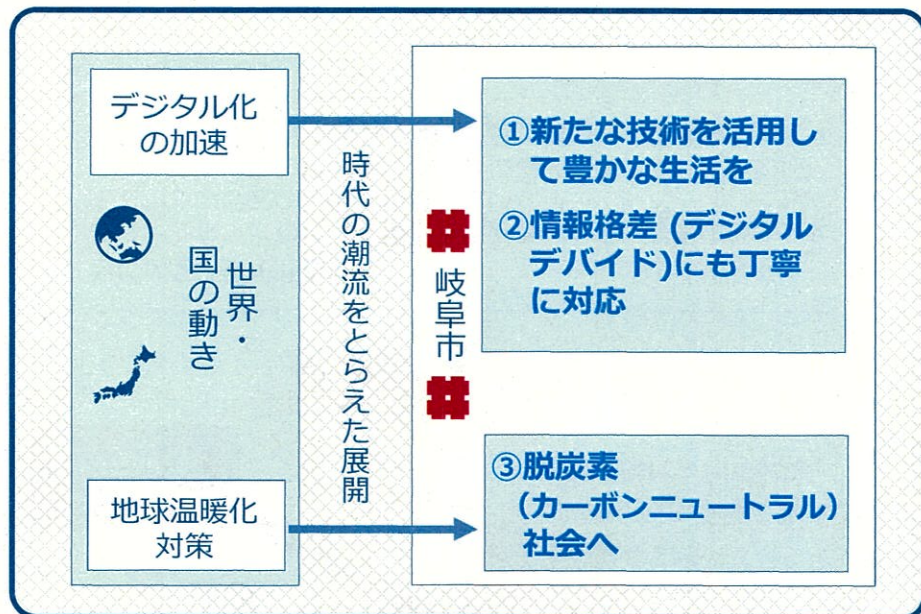 デジタル化
の加速
世界・
国の動き
地球温暖化
対策
時代の潮流をとらえた展開
岐阜市
①新たな技術を活用し
て豊かな生活を
②情報格差 (デジタル
デバイド)にも丁寧
に対応
③脱炭素
(カーボンニュートラル)
社会へ